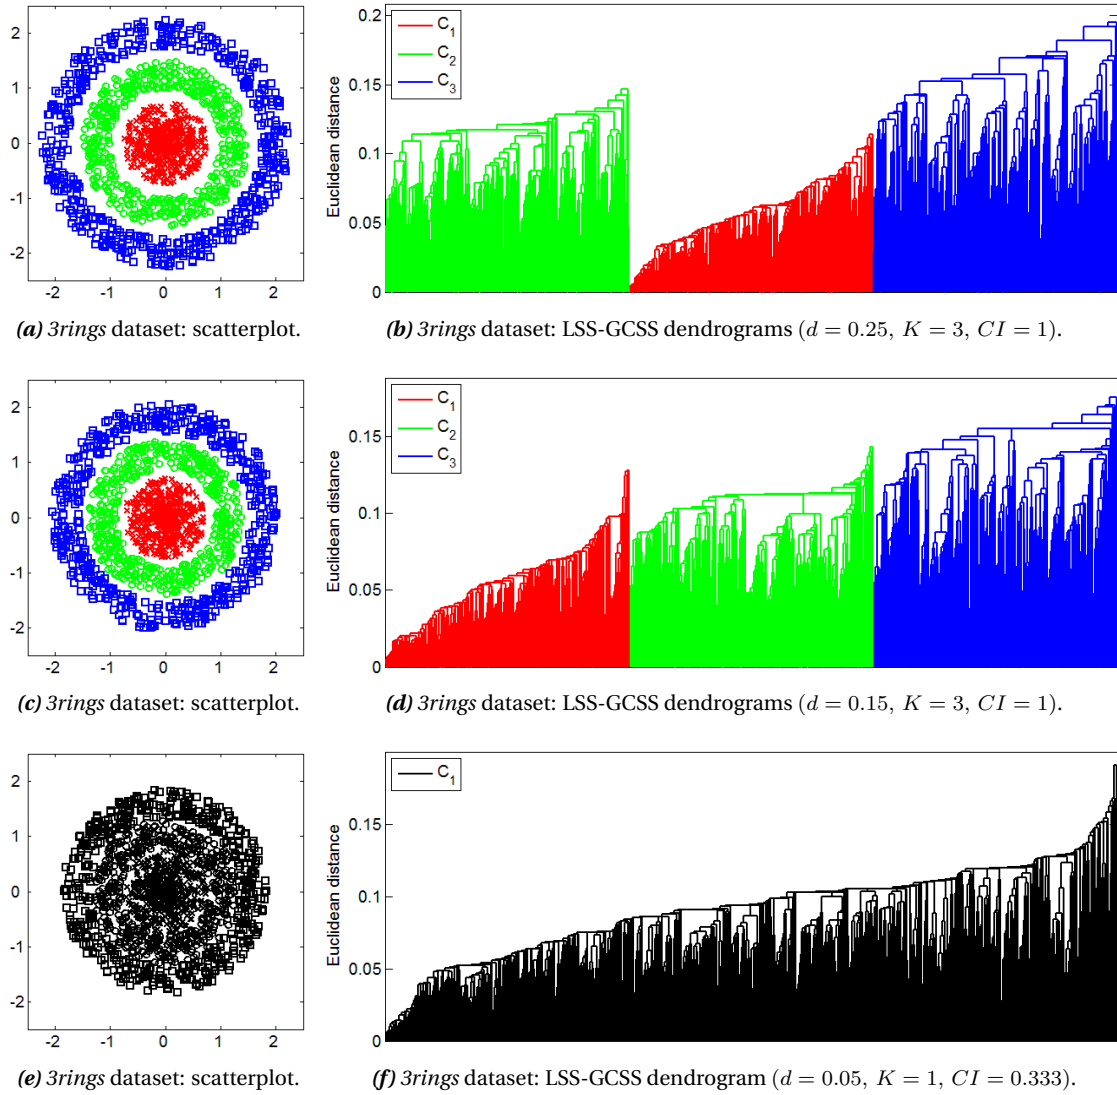 2
1
0
-1
-2
-2 -1 0 1 2
(a) 3rings dataset: scatterplot.
0.2
0.15
0.1
0.05
0
Euclidean distance
C1
C2
C3
(b) 3rings dataset: LSS-GCSS dendrograms (d = 0.25, K = 3, CI = 1).
2
1
0
-1
-2
-2 -1 0 1 2
(c) 3rings dataset: scatterplot.
0.15
0.1
0.05
0
Euclidean distance
C1
C2
C3
(d) 3rings dataset: LSS-GCSS dendrograms (d = 0.15, K = 3, CI = 1).
2
1
0
-1
-2
-2 -1 0 1 2
(e) 3rings dataset: scatterplot.
0.15
0.1
0.05
0
Euclidean distance
C1
(f) 3rings dataset: LSS-GCSS dendrogram (d = 0.05, K = 1, CI = 0.333).